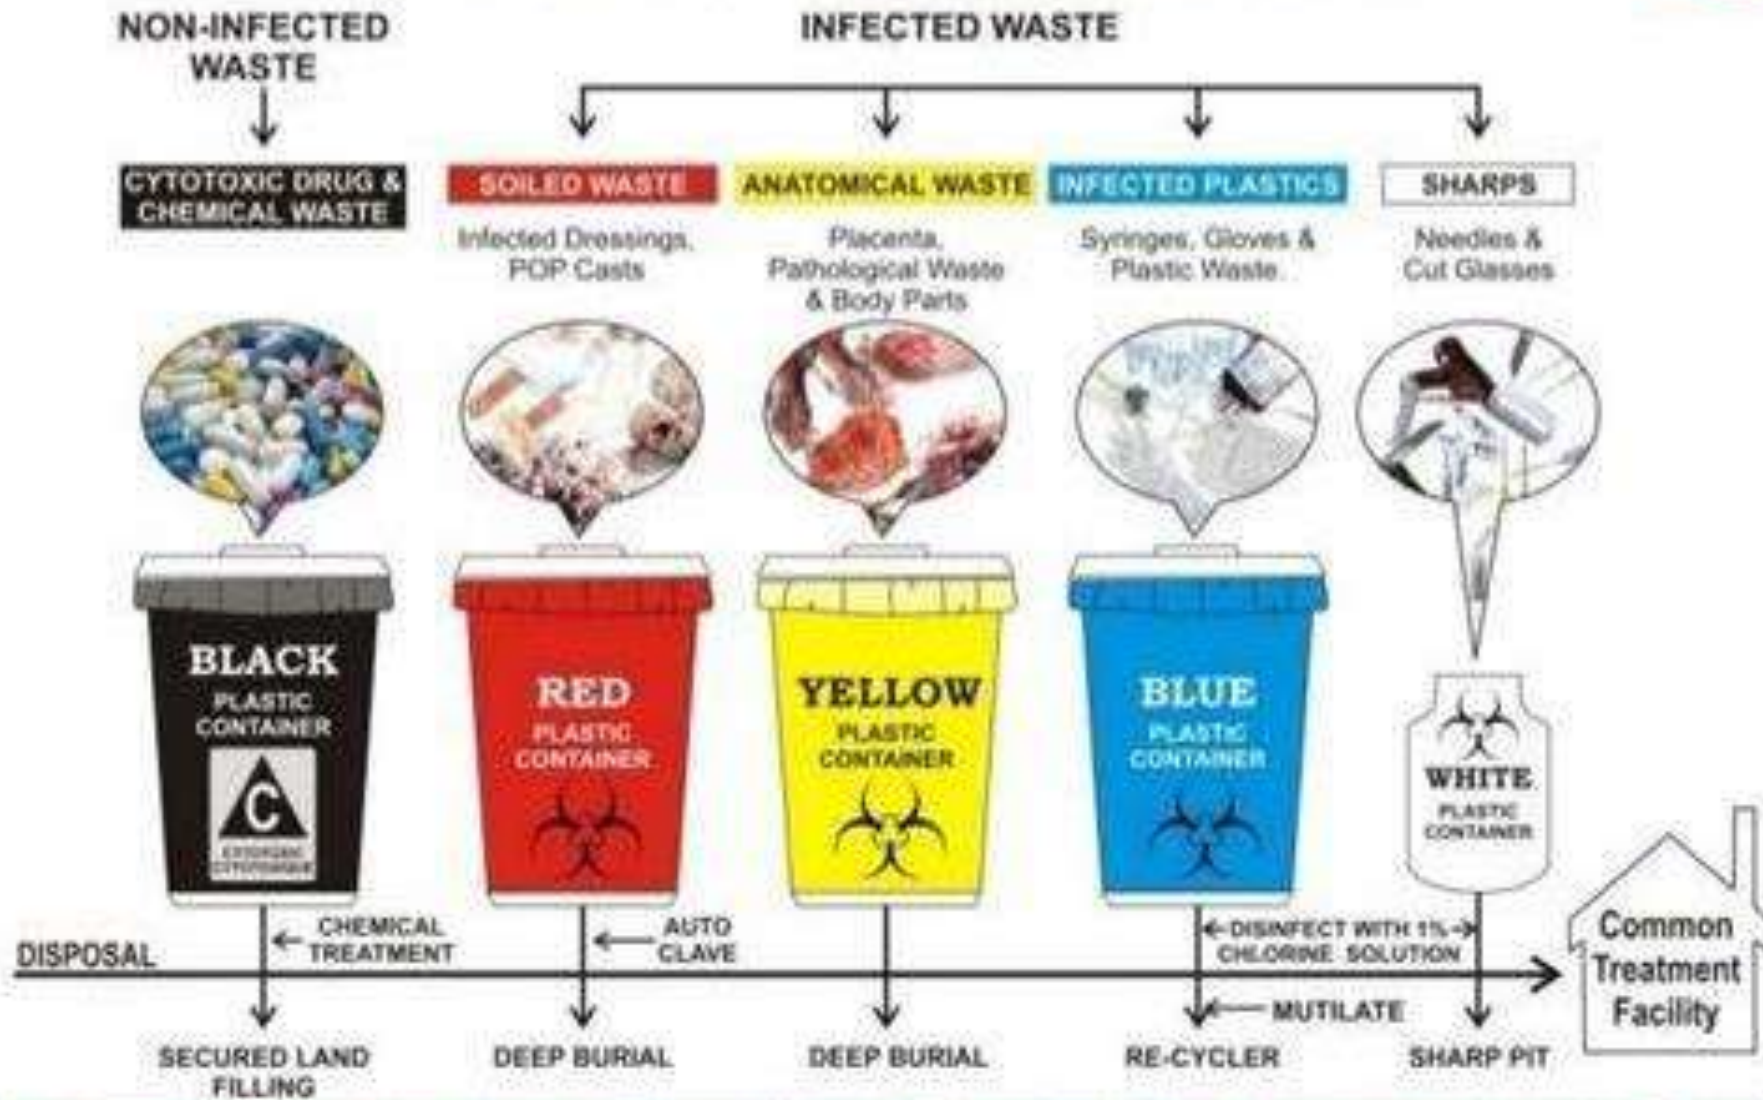 NON-INFECTED
WASTE
INFECTED WASTE
CYTOTOXIC DRUG &
CHEMICAL WASTE
SOILED WASTE
Infected Dressings,
POP Casts
ANATOMICAL WASTE
Placenta,
Pathological Waste
& Body Parts
INFECTED PLASTICS
Syringes, Gloves &
Plastic Waste.
SHARPS
Needles &
Cut Glasses
BLACK
PLASTIC
CONTAINER
C
RED
PLASTIC
CONTAINER
YELLOW
PLASTIC
CONTAINER
BLUE
PLASTIC
CONTAINER
WHITE
PLASTIC
CONTAINER
DISPOSAL
CHEMICAL
TREATMENT
AUTO
CLAVE
DISINFECT WITH 1%
CHLORINE SOLUTION
MUTILATE
SECURED LAND
FILLING
DEEP BURIAL
DEEP BURIAL
RE-CYCLER
SHARP PIT
Common
Treatment
Facility